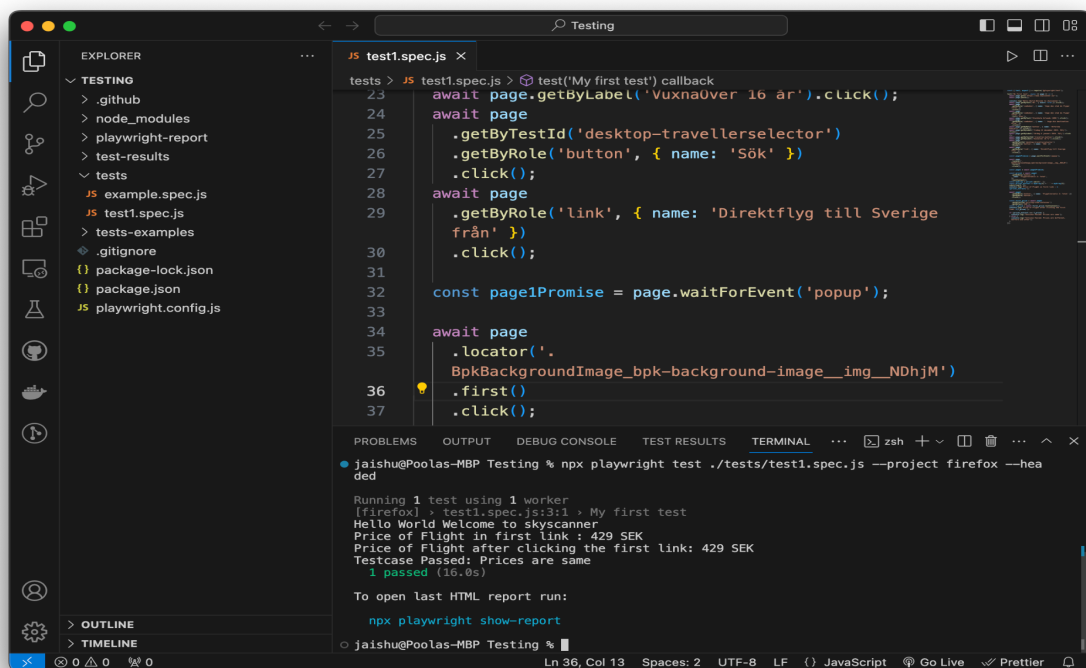 Testing
EXPLORER
TESTING
.github
node_modules
playwright-report
test-results
tests
JS example.spec.js
JS test1.spec.js
tests-examples
.gitignore
{} package-lock.json
{} package.json
JS playwright.config.js
OUTLINE
TIMELINE
JS test1.spec.js
tests > JS test1.spec.js > test('My first test') callback
23 await page.getByLabel('VuxnaÖver 16 år').click();
24 await page
25 .getByTestId('desktop-travellerselector')
26 .getByRole('button', { name: 'Sök' })
27 .click();
28 await page
29 .getByRole('link', { name: 'Direktflyg till Sverige
från' })
30 .click();
31
32 const page1Promise = page.waitForEvent('popup');
33
34 await page
35 .locator('.
BpkBackgroundImage_bpk-background-image__img__NDhjM')
36 .first()
37 .click();
PROBLEMS OUTPUT DEBUG CONSOLE TEST RESULTS TERMINAL ··· zsh
jaishu@Poolas-MBP Testing % npx playwright test ./tests/test1.spec.js --project firefox --hea
ded
Running 1 test using 1 worker
[firefox] › test1.spec.js:3:1 › My first test
Hello World Welcome to skyscanner
Price of Flight in first link : 429 SEK
Price of Flight after clicking the first link: 429 SEK
Testcase Passed: Prices are same
1 passed (16.0s)
To open last HTML report run:
npx playwright show-report
jaishu@Poolas-MBP Testing %
0 0 0 Ln 36, Col 13 Spaces: 2 UTF-8 LF {} JavaScript Go Live Prettier